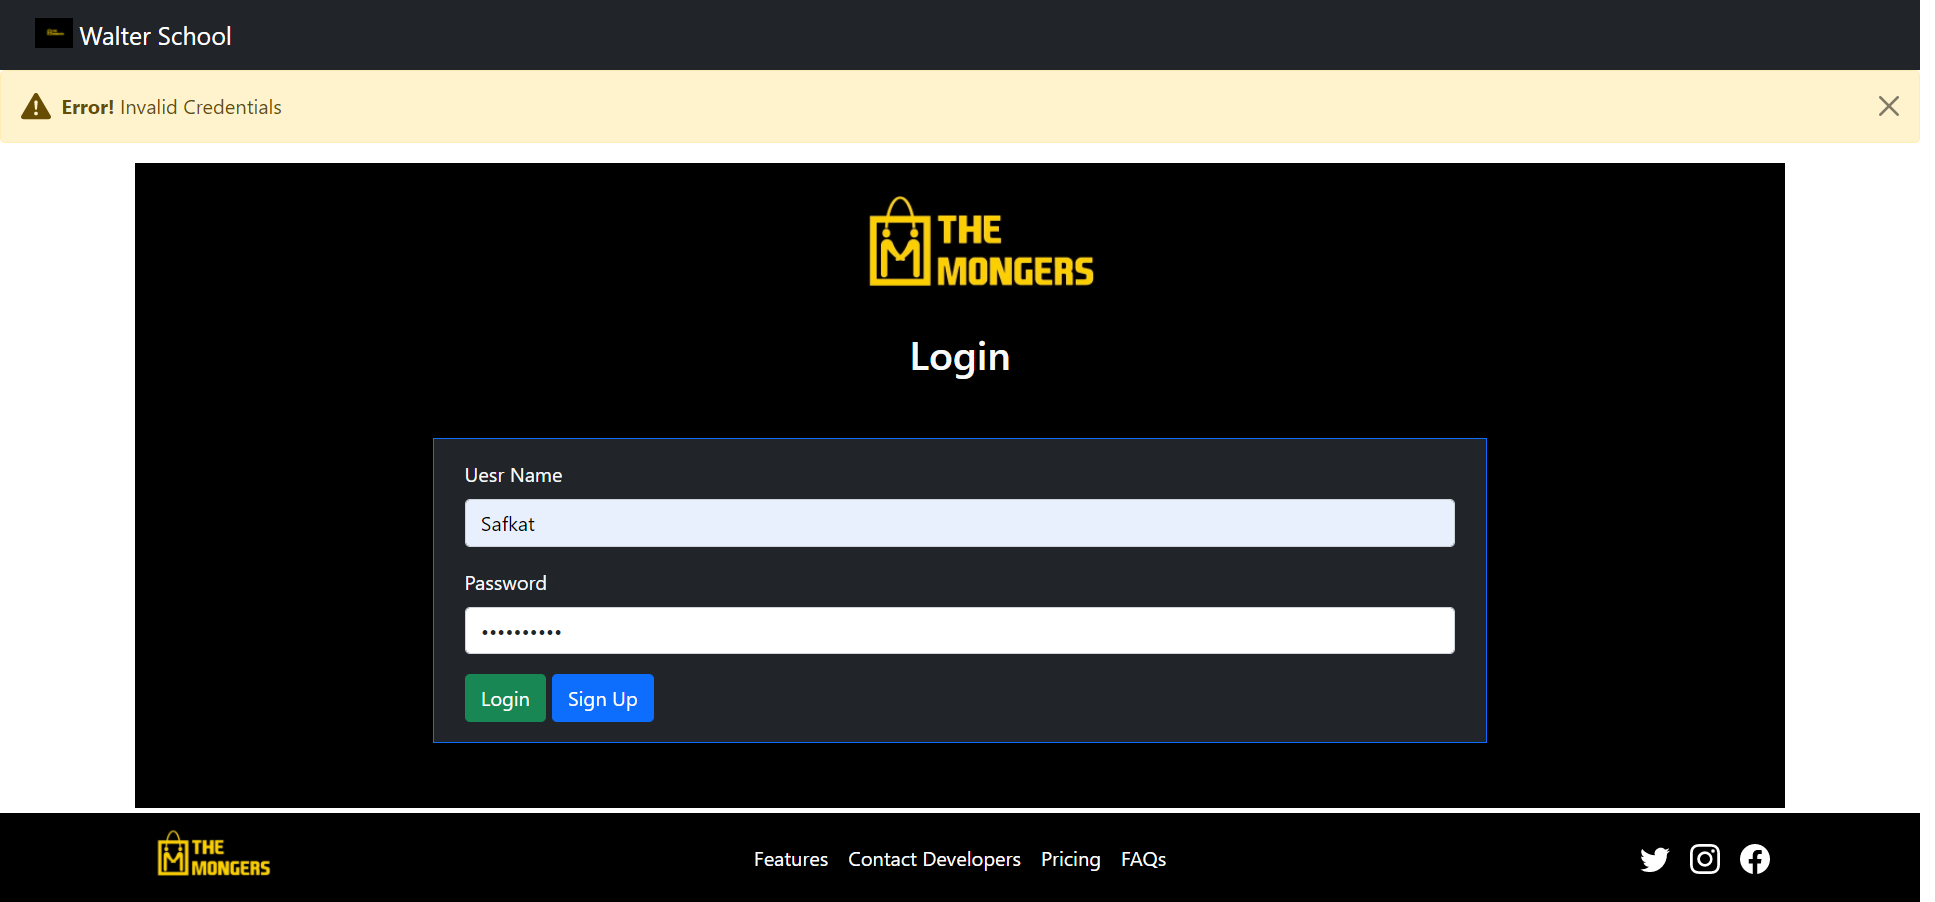 Walter School
Error! Invalid Credentials
THE
MONGERS
Login
Uesr Name
Safkat
Password
••••••••••
Login Sign Up
THE
MONGERS
Features Contact Developers Pricing FAQs